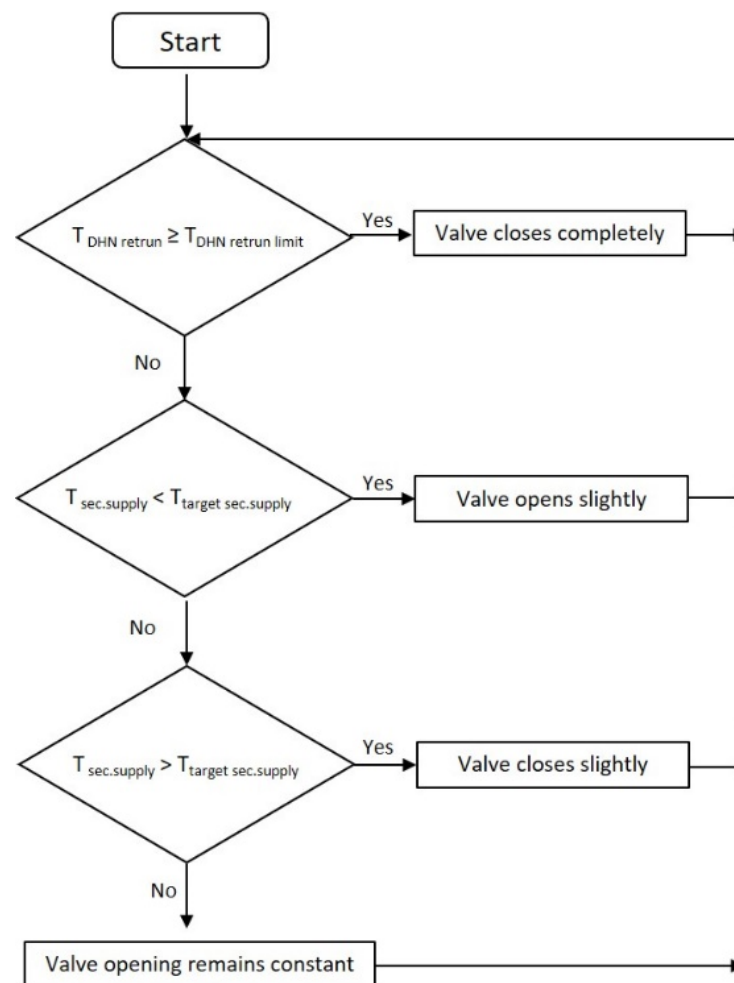 Start
T DHN retrun ≥ T DHN retrun limit
Yes
Valve closes completely
No
T sec.supply < T target sec.supply
Yes
Valve opens slightly
No
T sec.supply > T target sec.supply
Yes
Valve closes slightly
No
Valve opening remains constant